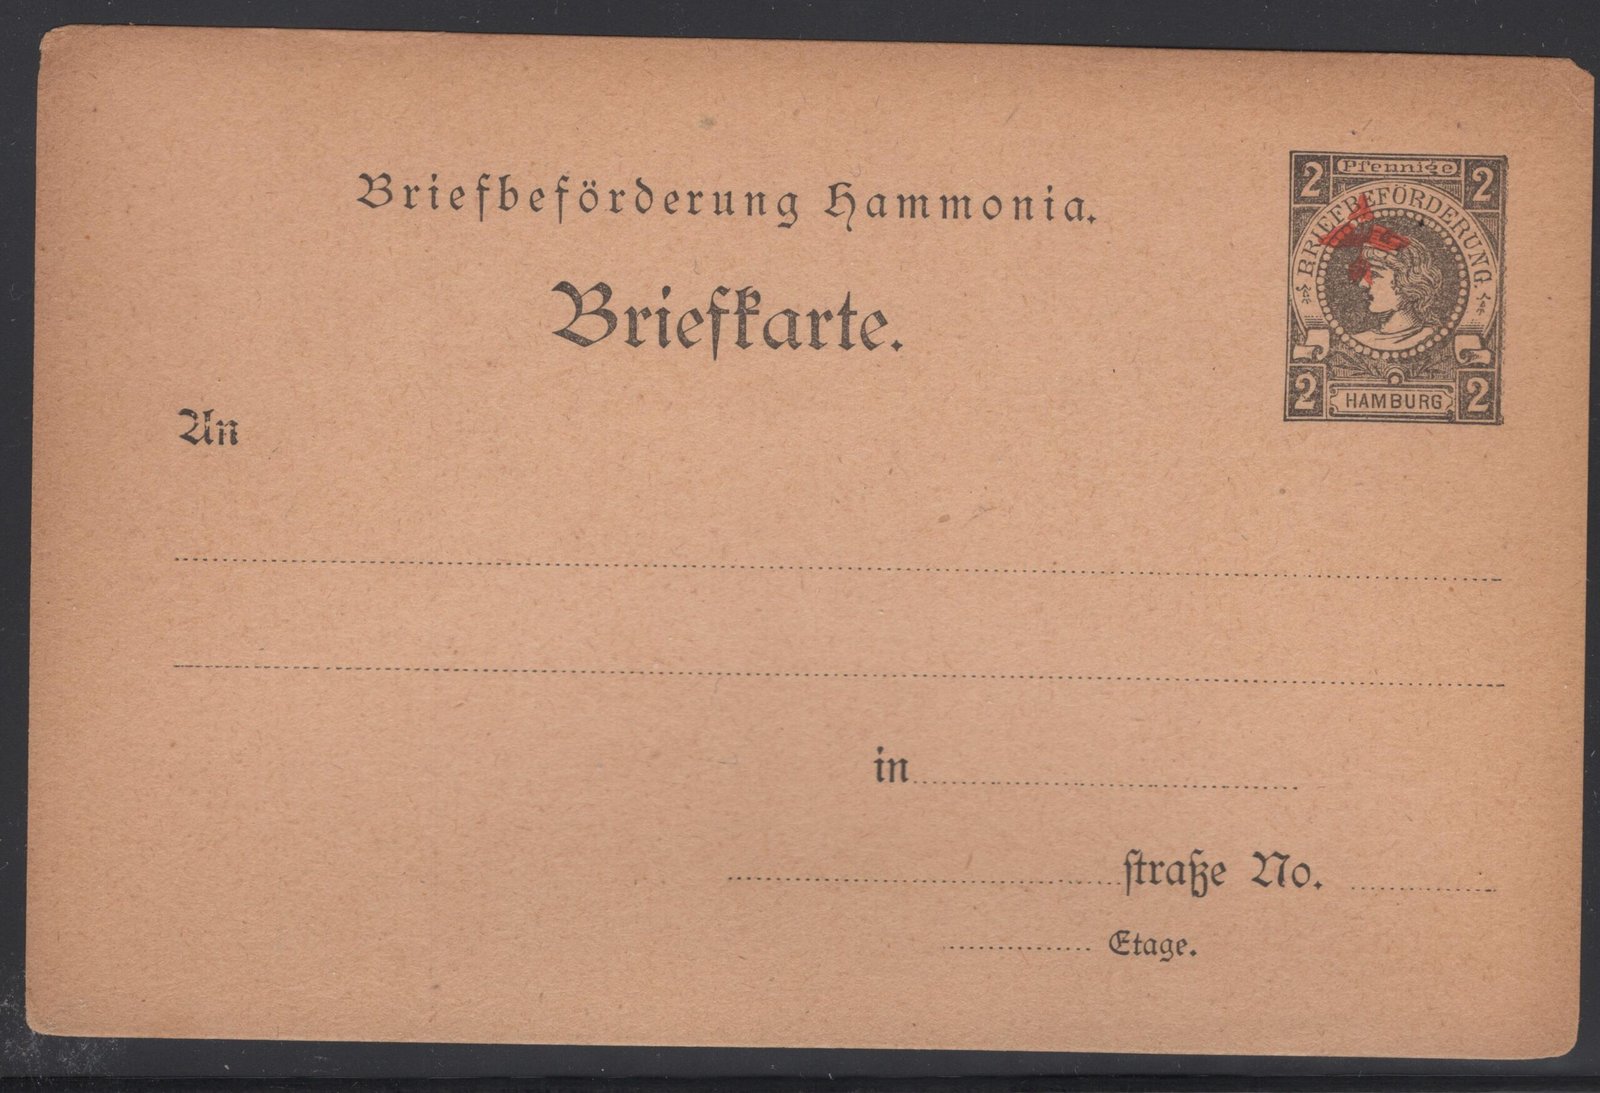 Briefbeförderung Hammonia.
Briefkarte.
2 Pfennige 2
BRIEFBEFÖRDERUNG.
2 HAMBURG 2
An
in
straße No.
Etage.